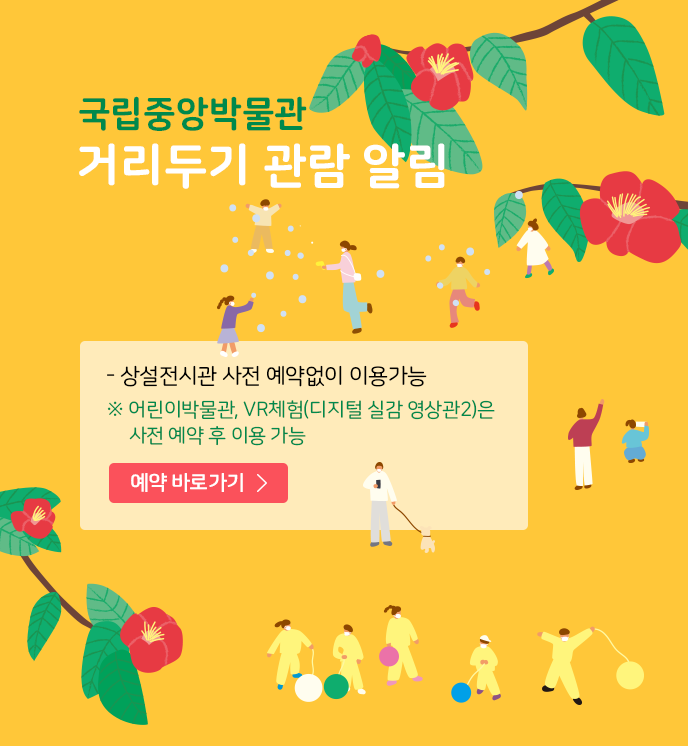 국립중앙박물관
거리두기 관람 알림
- 상설전시관 사전 예약없이 이용가능
※ 어린이박물관, VR체험(디지털 실감 영상관2)은
사전 예약 후 이용 가능
예약 바로가기 >